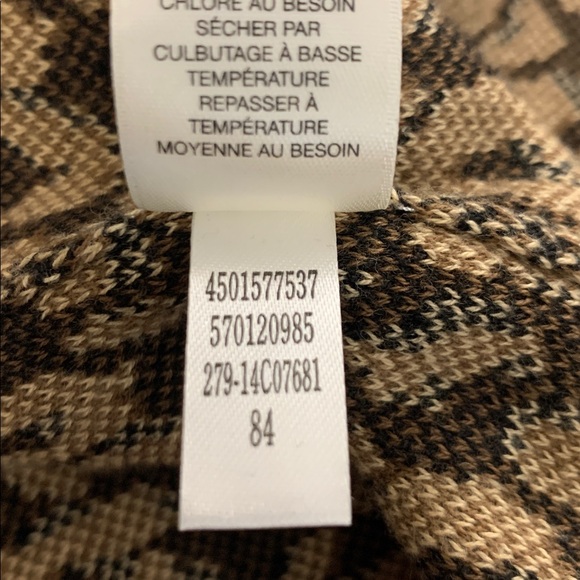 CHLORE AU BESOIN
SÉCHER PAR
CULBUTAGE À BASSE
TEMPÉRATURE
REPASSER À
TEMPÉRATURE
MOYENNE AU BESOIN
4501577537
570120985
279-14C07681
84